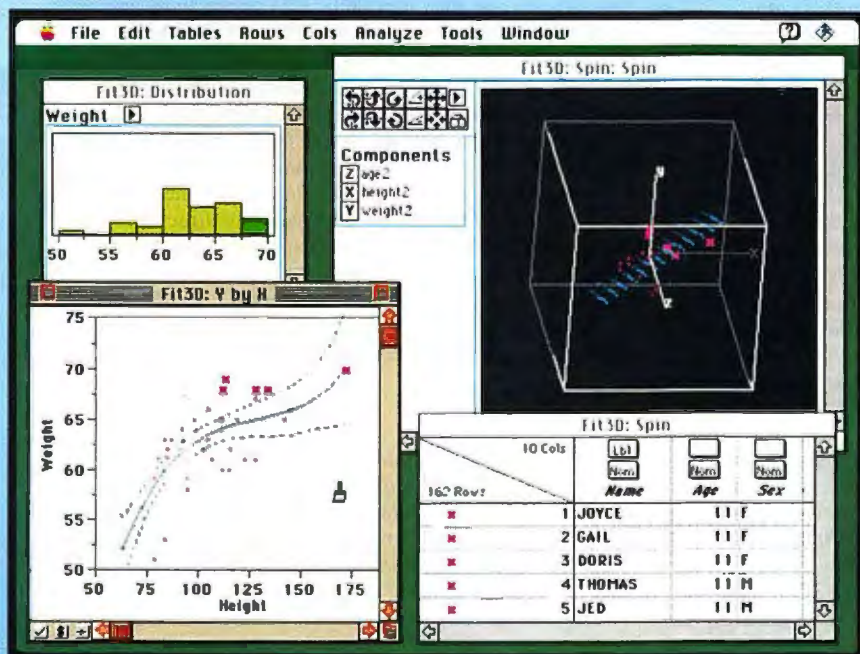 File Edit Tables Rows Cols Analyze Tools Window
Fit3D: Distribution
Weight
50 55 60 65 70
Fit3D: Spin: Spin
Components
Z age2
X height2
Y weight2
Y
X
Z
Fit3D: Y by X
75
70
65
60
55
50
Weight
50 75 100 125 150 175
Height
Fit3D: Spin
10 Cols
162 Rows
Lbl
Nom Nom Nom
Name Age Sex
1 JOYCE 11 F
2 GAIL 11 F
3 DORIS 11 F
4 THOMAS 11 M
5 JED 11 M